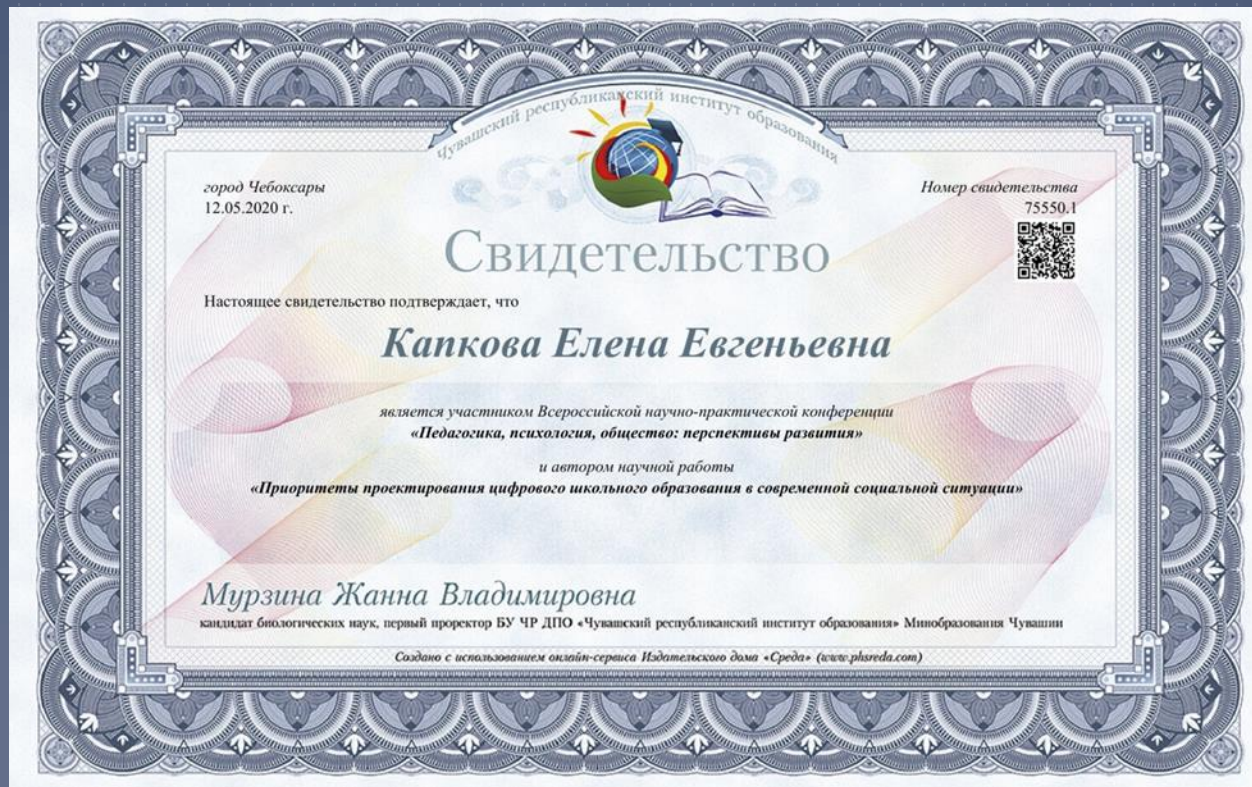 Чувашский республиканский институт образования
город Чебоксары
12.05.2020 г.
Номер свидетельства
75550.1
Свидетельство
Настоящее свидетельство подтверждает, что
Капкова Елена Евгеньевна
является участником Всероссийской научно-практической конференции
«Педагогика, психология, общество: перспективы развития»
и автором научной работы
«Приоритеты проектирования цифрового школьного образования в современной социальной ситуации»
Мурзина Жанна Владимировна
кандидат биологических наук, первый проректор БУ ЧР ДПО «Чувашский республиканский институт образования» Минобразования Чувашии
Создано с использованием онлайн-сервиса Издательского дома «Среда» (www.phsreda.com)